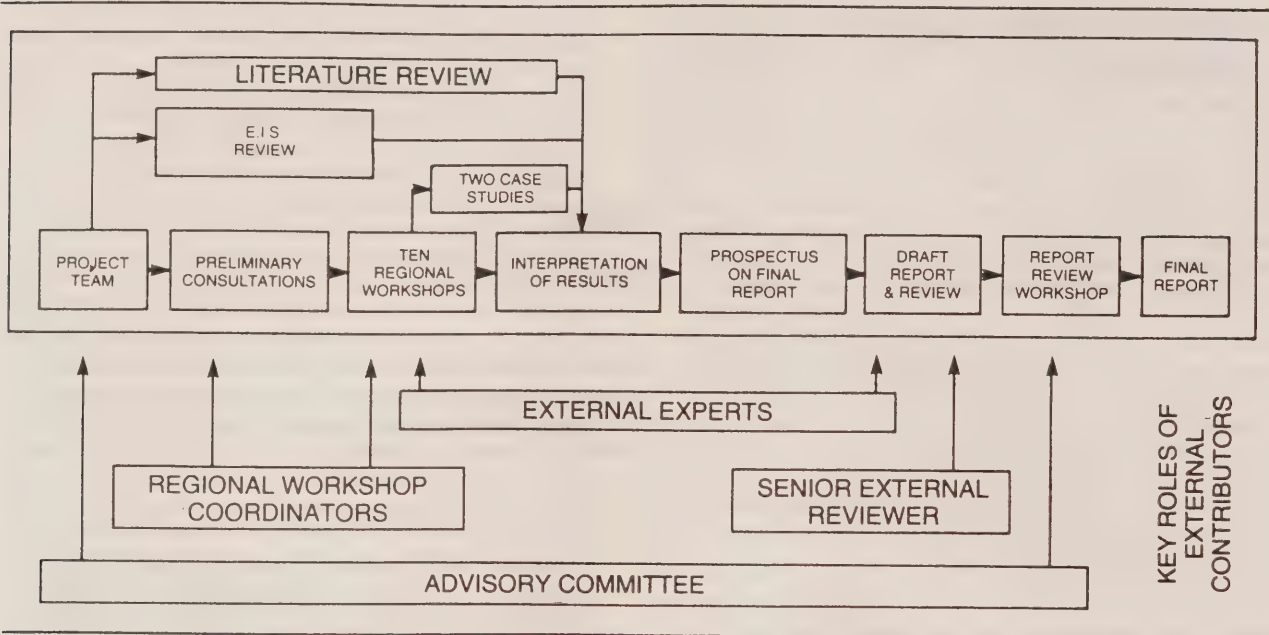 LITERATURE REVIEW
E.I S
REVIEW
TWO CASE
STUDIES
PROJECT
TEAM
PRELIMINARY
CONSULTATIONS
TEN
REGIONAL
WORKSHOPS
INTERPRETATION
OF RESULTS
PROSPECTUS
ON FINAL
REPORT
DRAFT
REPORT
& REVIEW
REPORT
REVIEW
WORKSHOP
FINAL
REPORT
EXTERNAL EXPERTS
REGIONAL WORKSHOP
COORDINATORS
SENIOR EXTERNAL
REVIEWER
ADVISORY COMMITTEE
KEY ROLES OF
EXTERNAL
CONTRIBUTORS